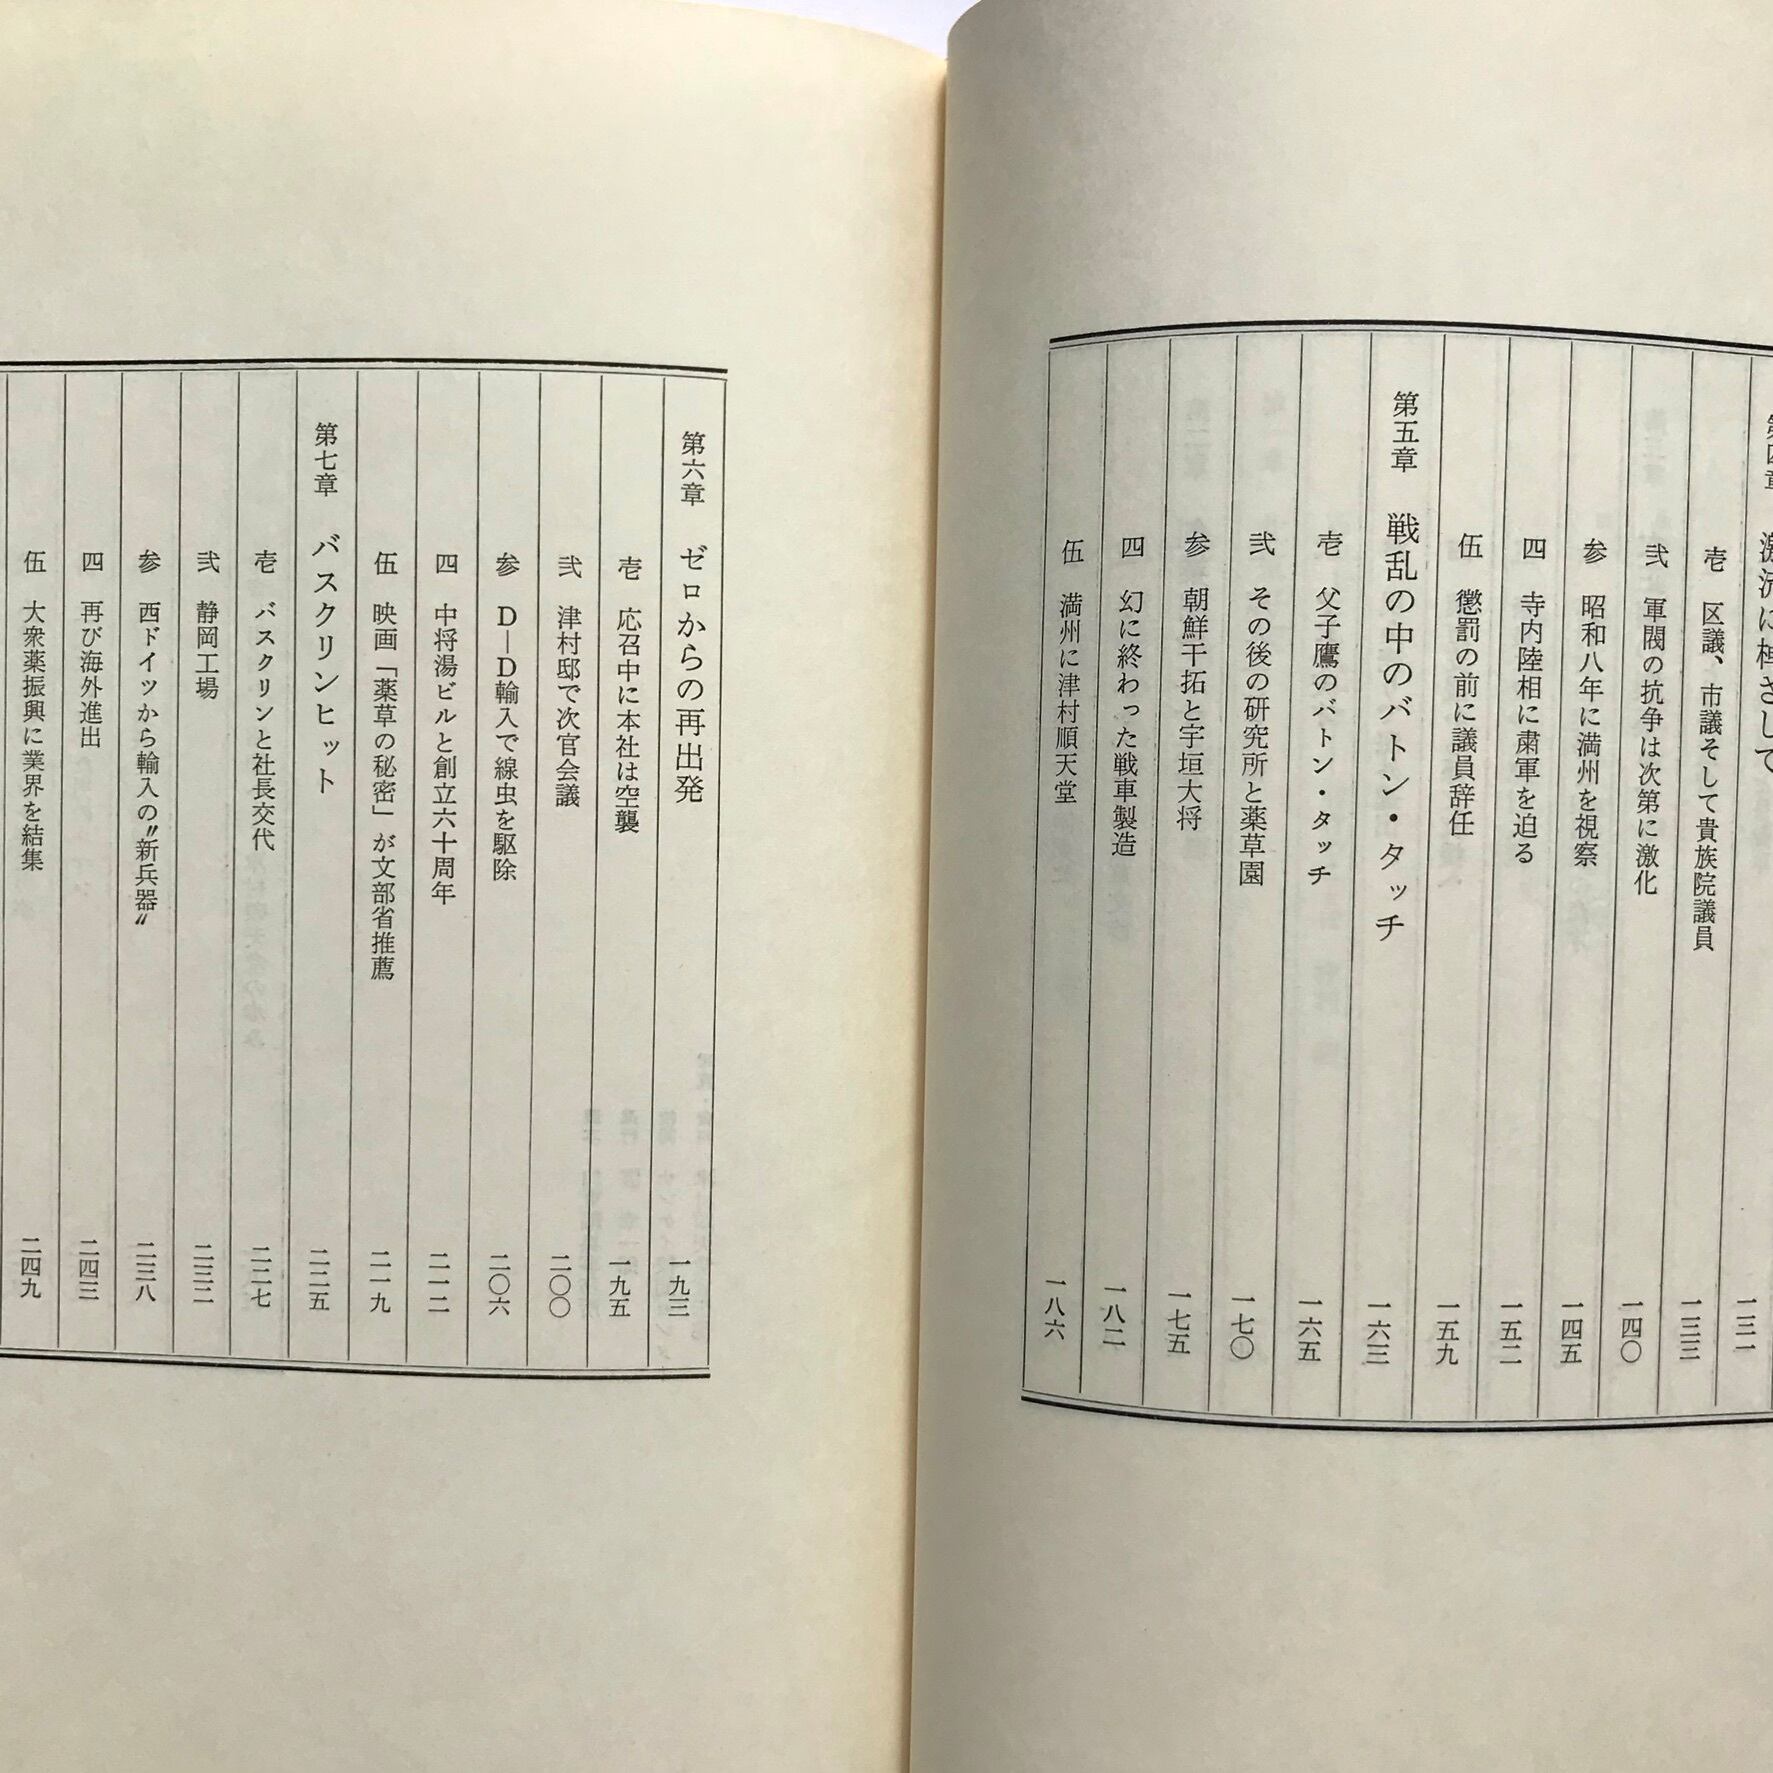 第四章 激流に棹さして 一三一
壱 区議、市議そして貴族院議員 一三三
弐 軍閥の抗争は次第に激化 一四〇
参 昭和八年に満州を視察 一四五
四 寺内陸相に粛軍を迫る 一五二
伍 懲罰の前に議員辞任 一五九
第五章 戦乱の中のバトン・タッチ 一六三
壱 父子鷹のバトン・タッチ 一六五
弐 その後の研究所と薬草園 一七〇
参 朝鮮干拓と宇垣大将 一七五
四 幻に終わった戦車製造 一八二
伍 満州に津村順天堂 一八六
第六章 ゼロからの再出発 一九三
壱 応召中に本社は空襲 一九五
弐 津村邸で次官会議 二〇〇
参 D―D輸入で線虫を駆除 二〇六
四 中将湯ビルと創立六十周年 二一二
伍 映画「薬草の秘密」が文部省推薦 二一九
第七章 バスクリンヒット 二二五
壱 バスクリンと社長交代 二二七
弐 静岡工場 二三二
参 西ドイツから輸入の〃新兵器〃 二三八
四 再び海外進出 二四三
伍 大衆薬振興に業界を結集 二四九